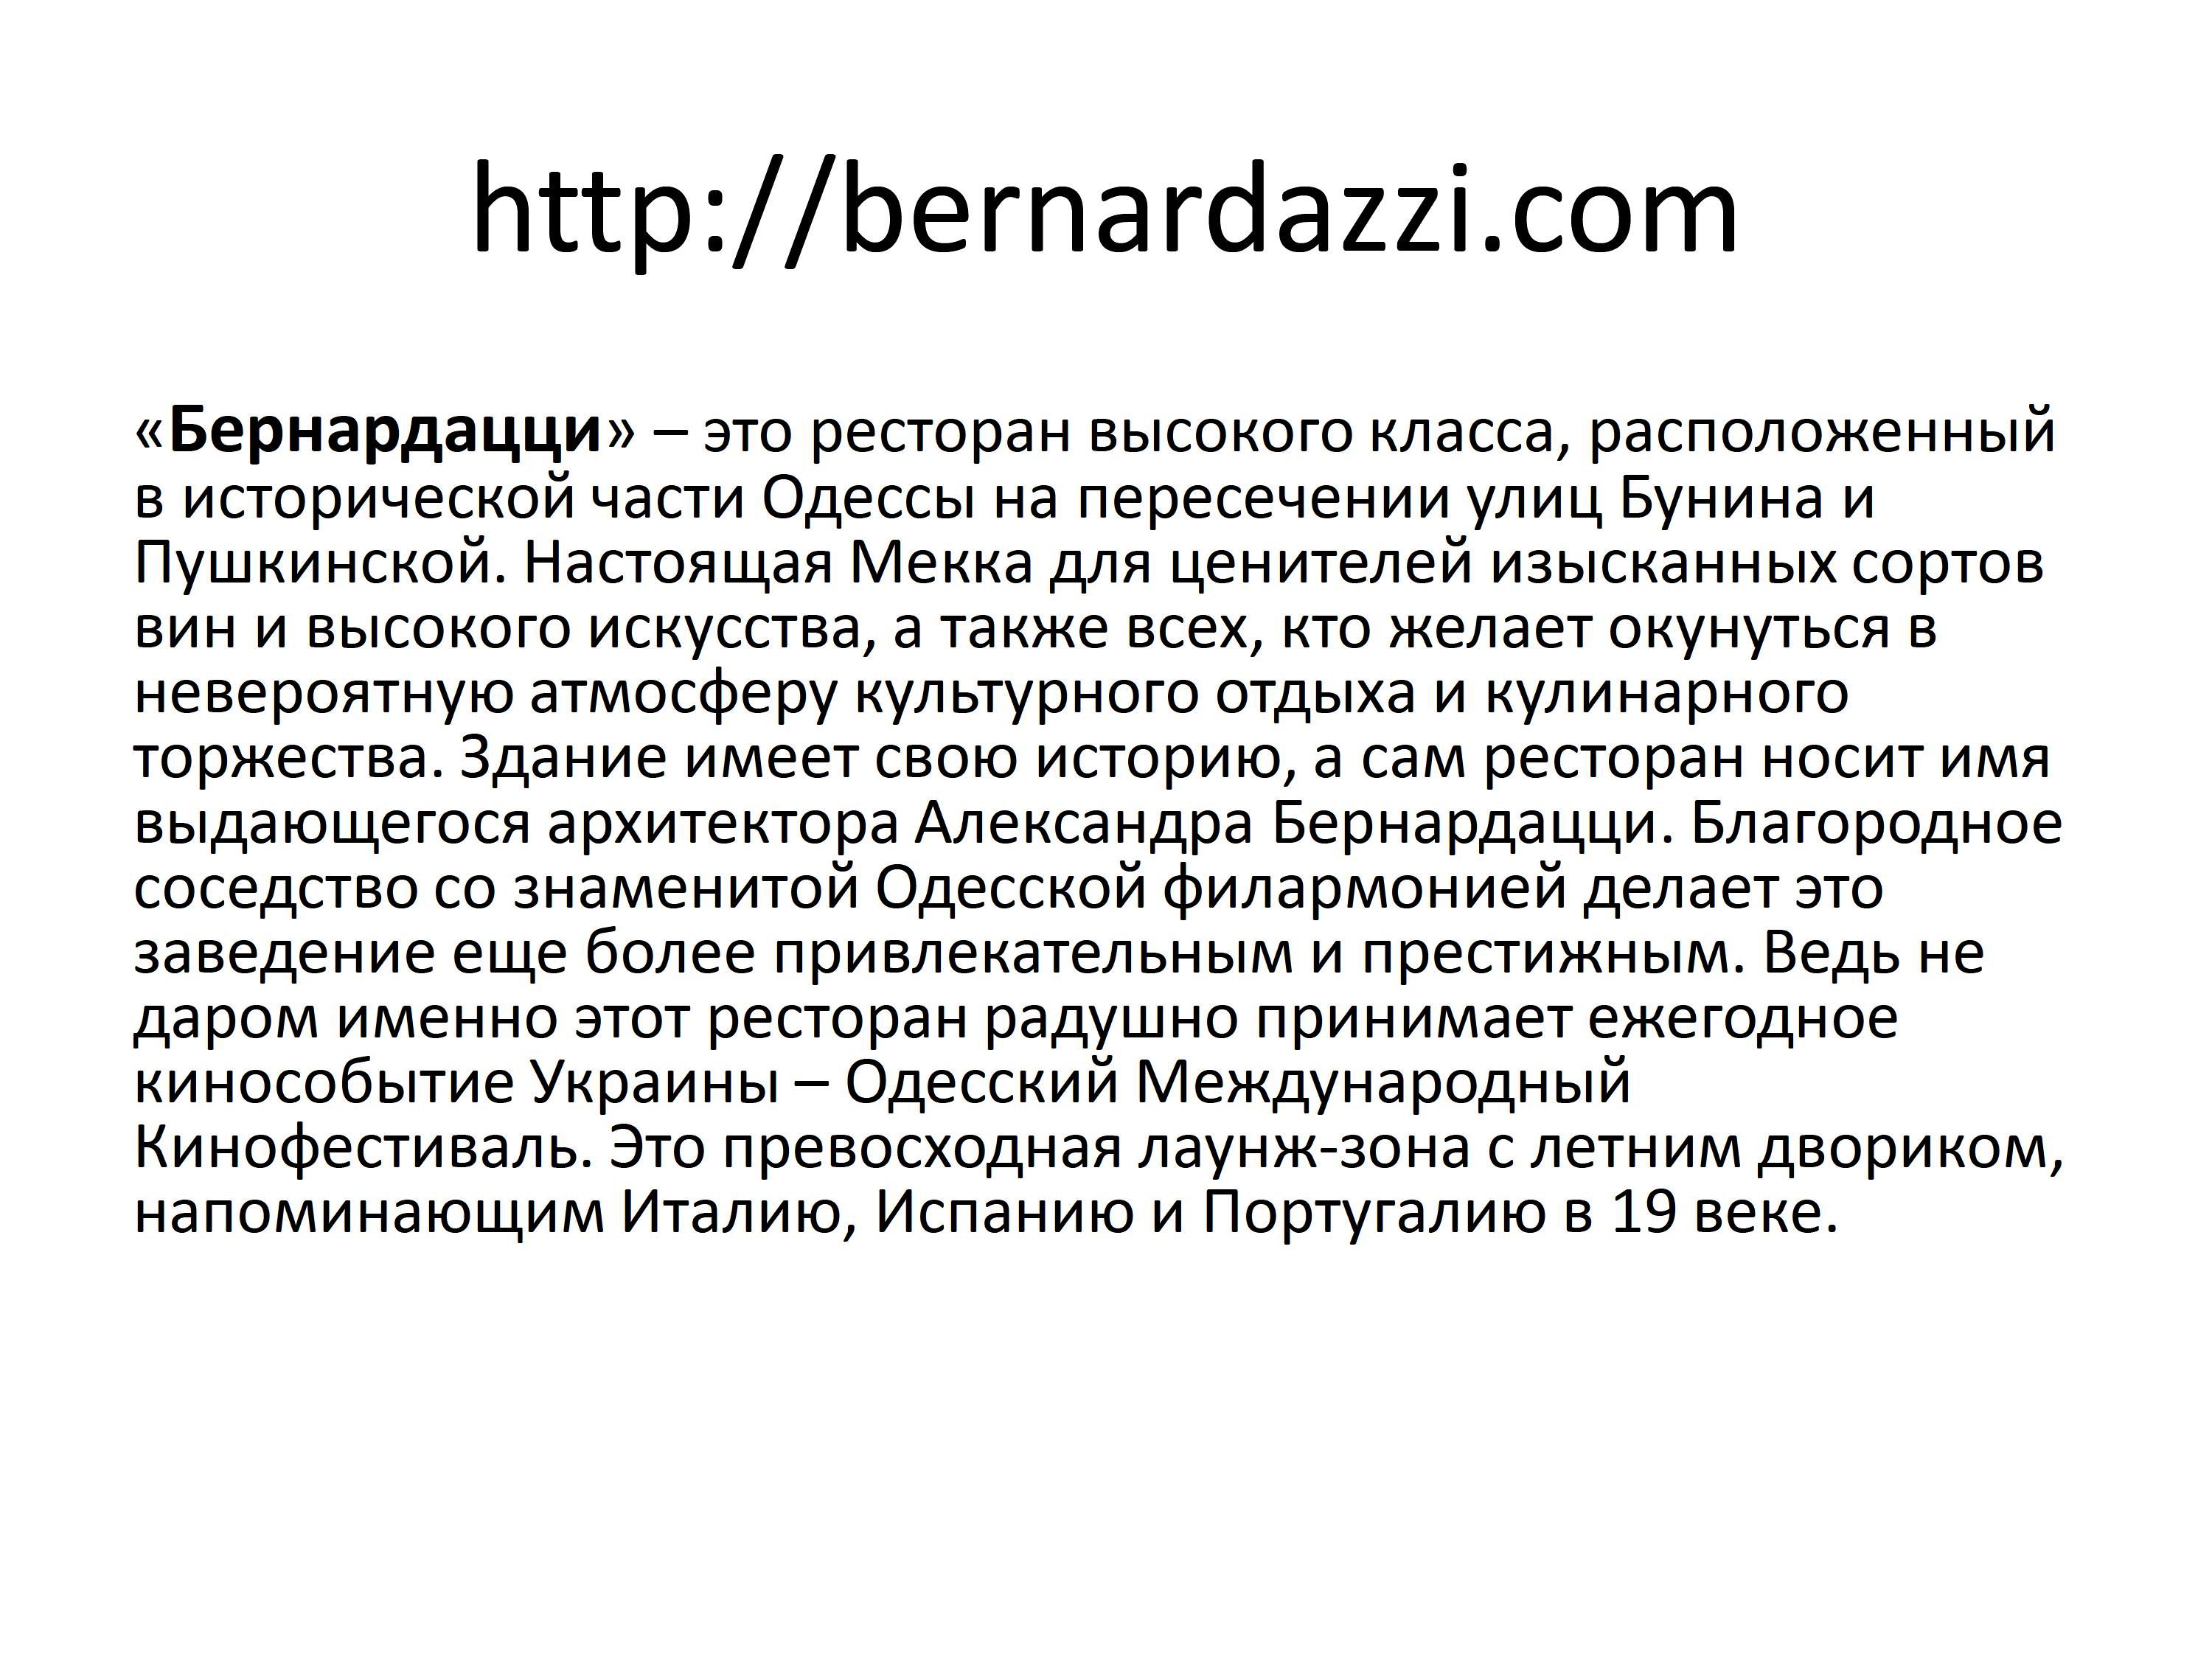 http://bernardazzi.com
«Бернардацци» – это ресторан высокого класса, расположенный
в исторической части Одессы на пересечении улиц Бунина и
Пушкинской. Настоящая Мекка для ценителей изысканных сортов
вин и высокого искусства, а также всех, кто желает окунуться в
невероятную атмосферу культурного отдыха и кулинарного
торжества. Здание имеет свою историю, а сам ресторан носит имя
выдающегося архитектора Александра Бернардацци. Благородное
соседство со знаменитой Одесской филармонией делает это
заведение еще более привлекательным и престижным. Ведь не
даром именно этот ресторан радушно принимает ежегодное
кинособытие Украины – Одесский Международный
Кинофестиваль. Это превосходная лаунж-зона с летним двориком,
напоминающим Италию, Испанию и Португалию в 19 веке.